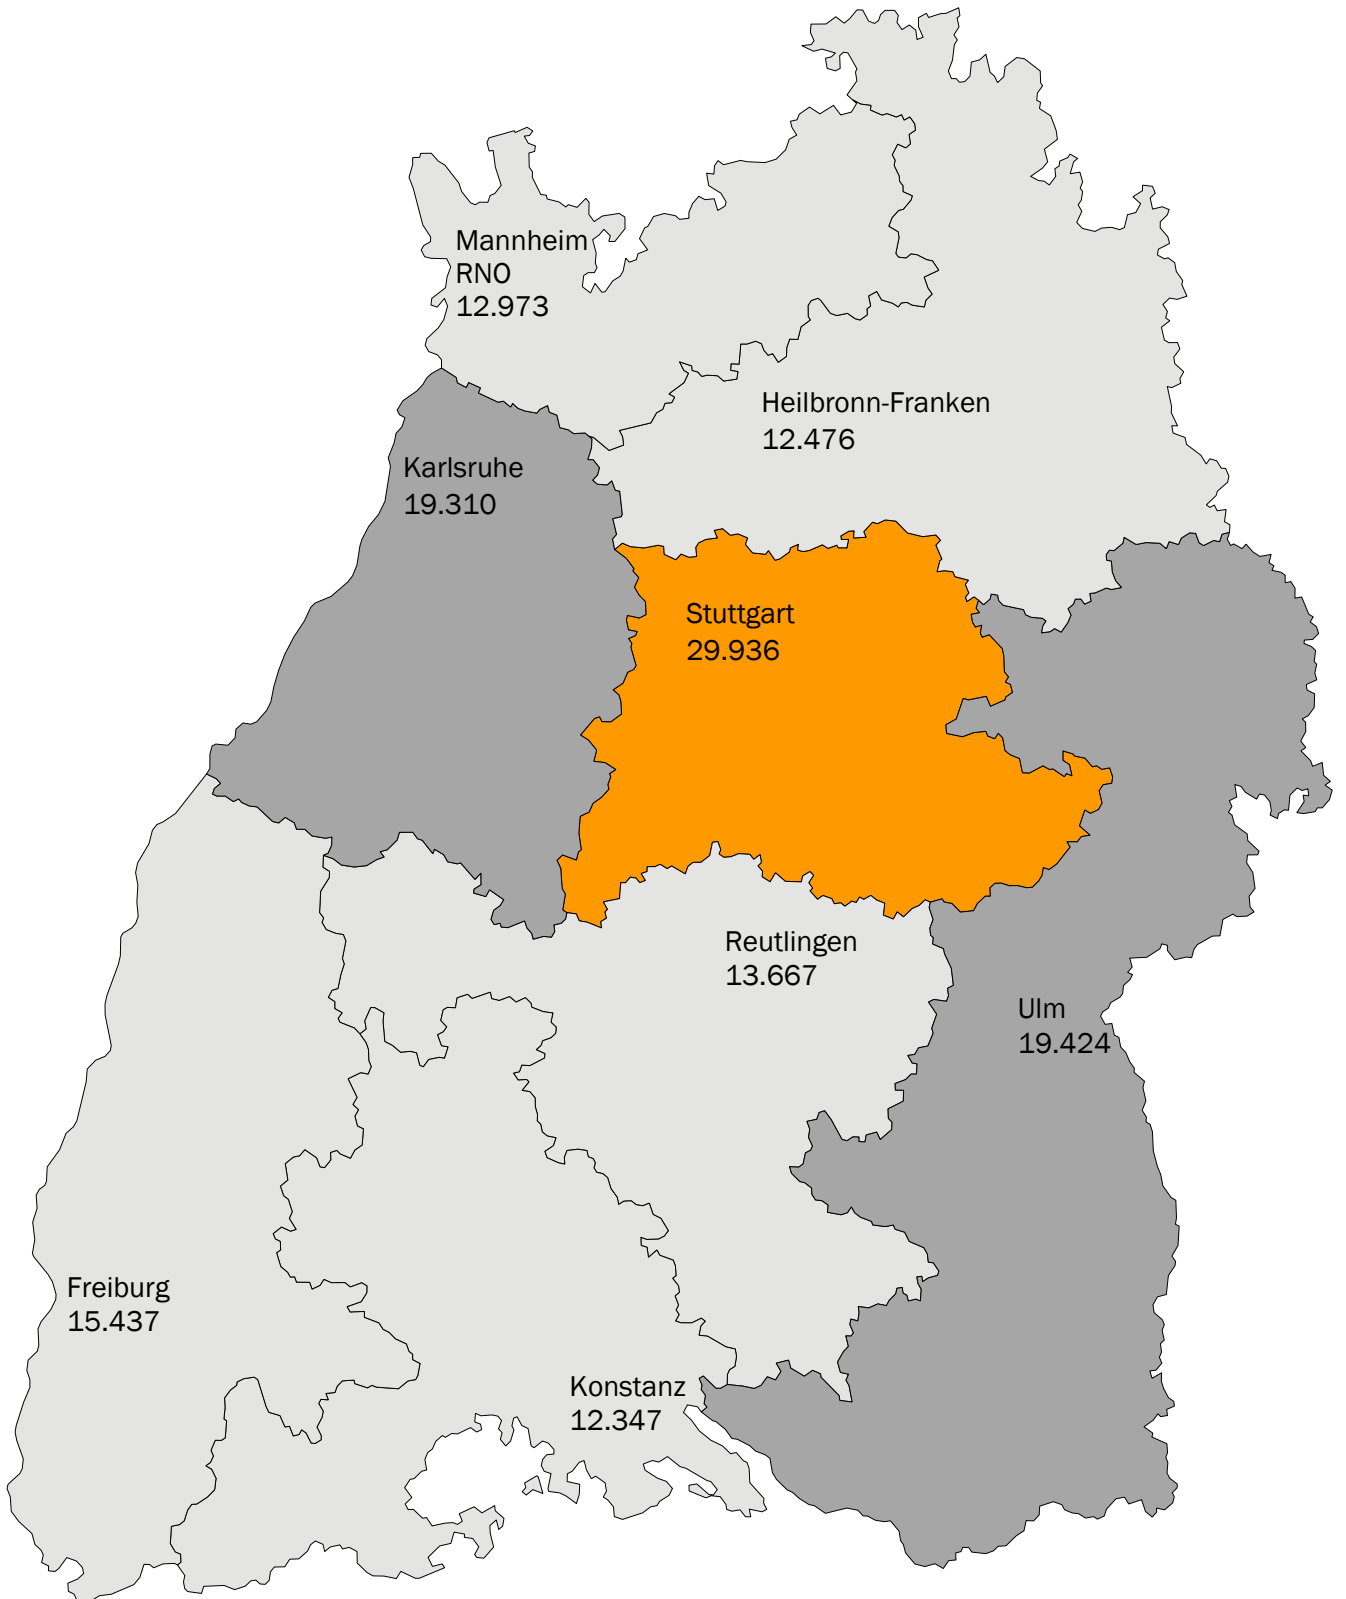 Mannheim
RNO
12.973
Heilbronn-Franken
12.476
Karlsruhe
19.310
Stuttgart
29.936
Reutlingen
13.667
Ulm
19.424
Freiburg
15.437
Konstanz
12.347